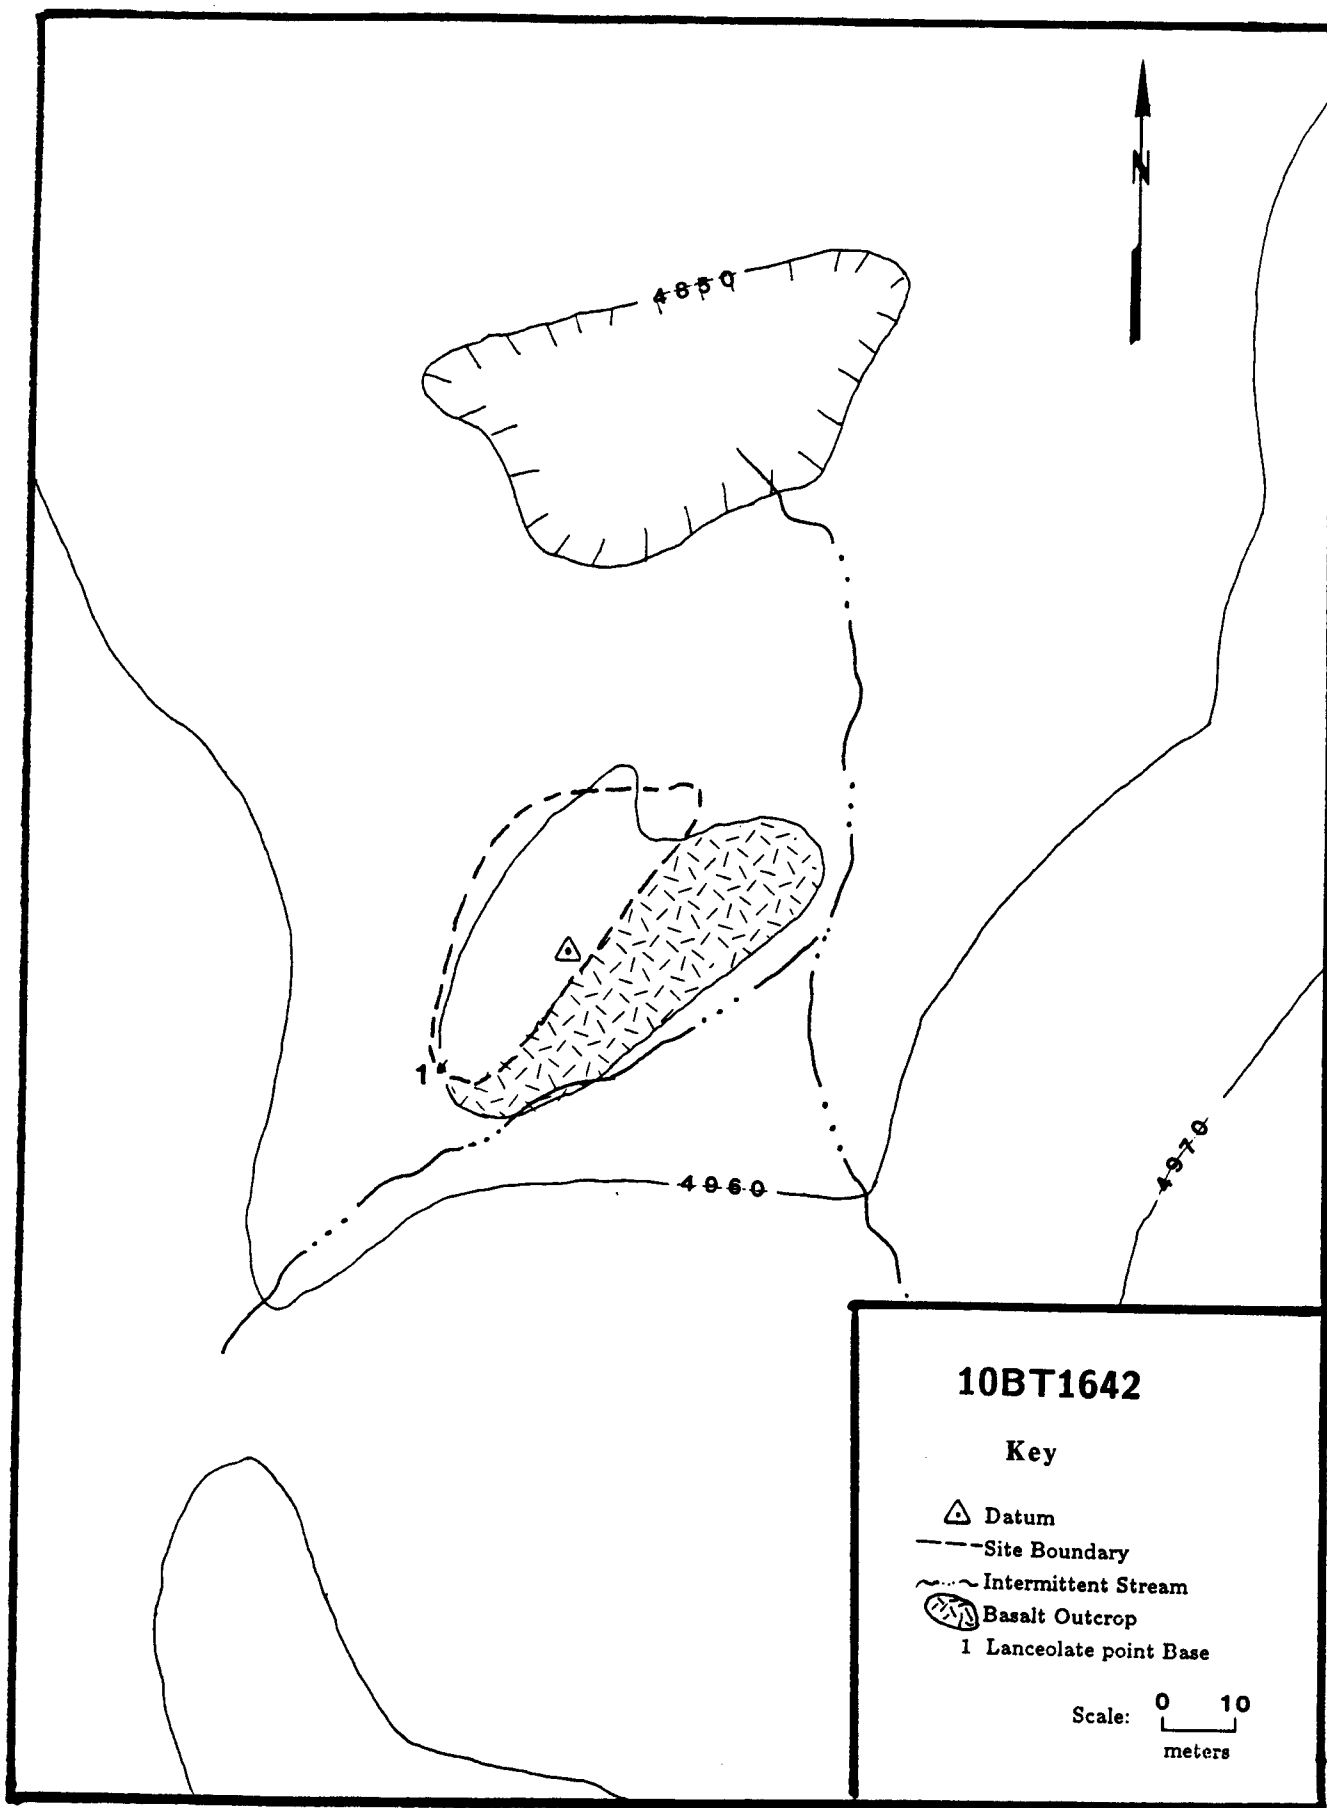 N
4850
1
4960
4970
10BT1642
Key
Datum
Site Boundary
Intermittent Stream
Basalt Outcrop
1 Lanceolate point Base
0 10
Scale:
meters